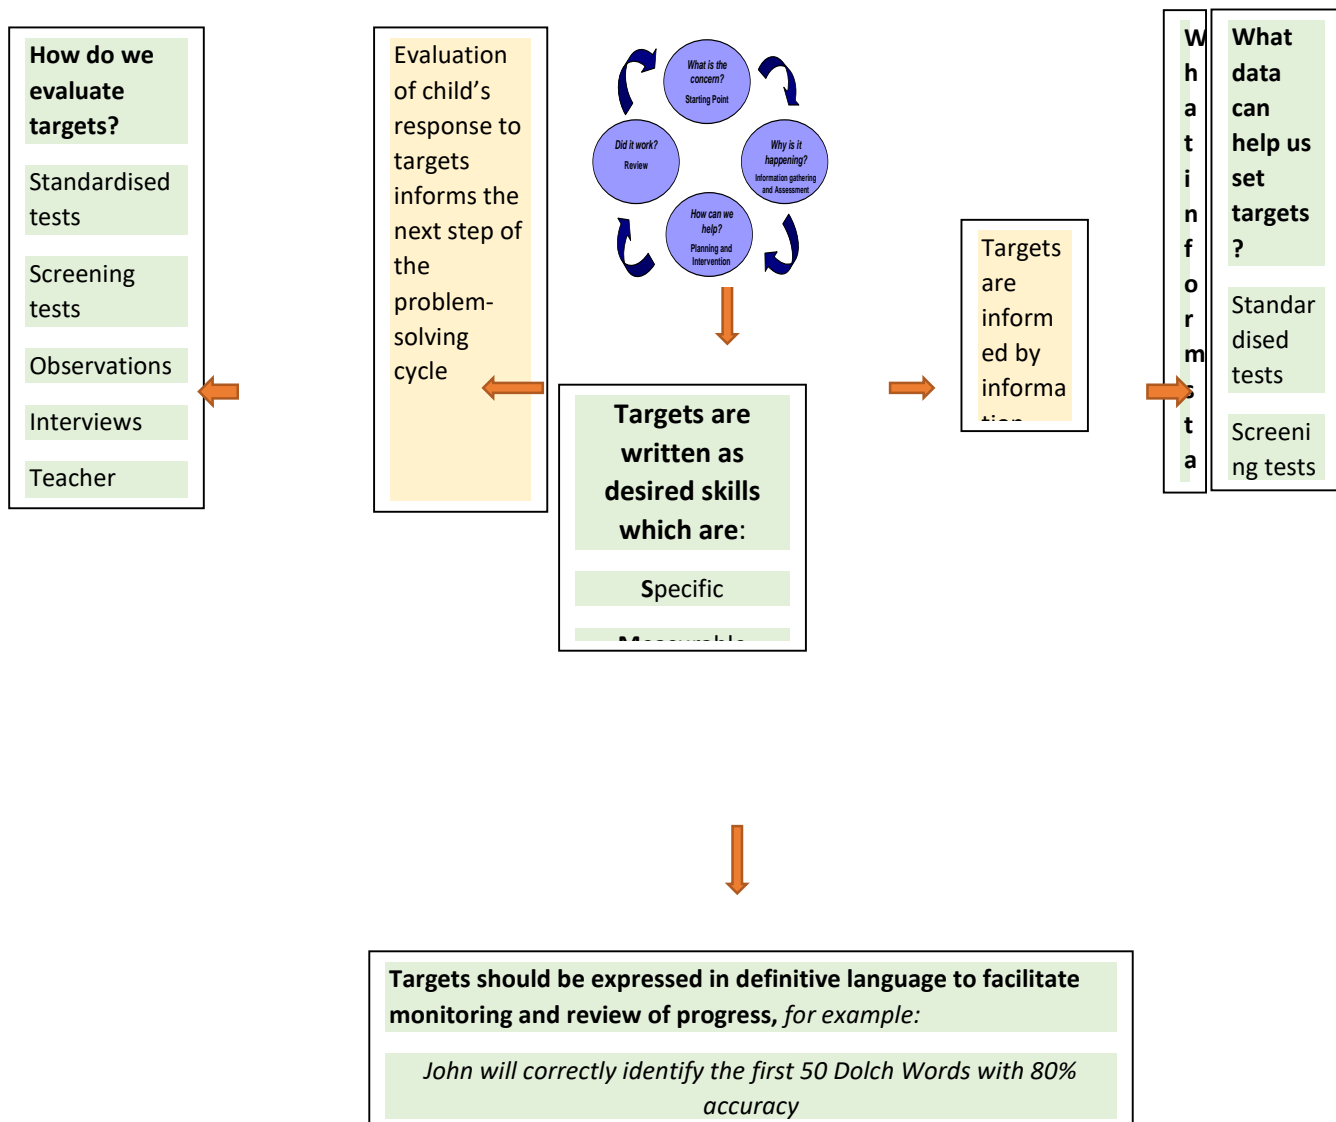 How do we
evaluate
targets?
Standardised
tests
Screening
tests
Observations
Interviews
Teacher
Evaluation
of child’s
response to
targets
informs the
next step of
the
problem-
solving
cycle
What is the
concern?
Starting Point
Did it work?
Review
Why is it
happening?
Information gathering
and Assessment
How can we
help?
Planning and
Intervention
Targets are
written as
desired skills
which are:
Specific
Measurable
Targets
are
inform
ed by
informa
tion
W
h
a
t
i
n
f
o
r
m
s
t
a
What
data
can
help us
set
targets
?
Standar
dised
tests
Screeni
ng tests
Targets should be expressed in definitive language to facilitate
monitoring and review of progress, for example:
John will correctly identify the first 50 Dolch Words with 80%
accuracy